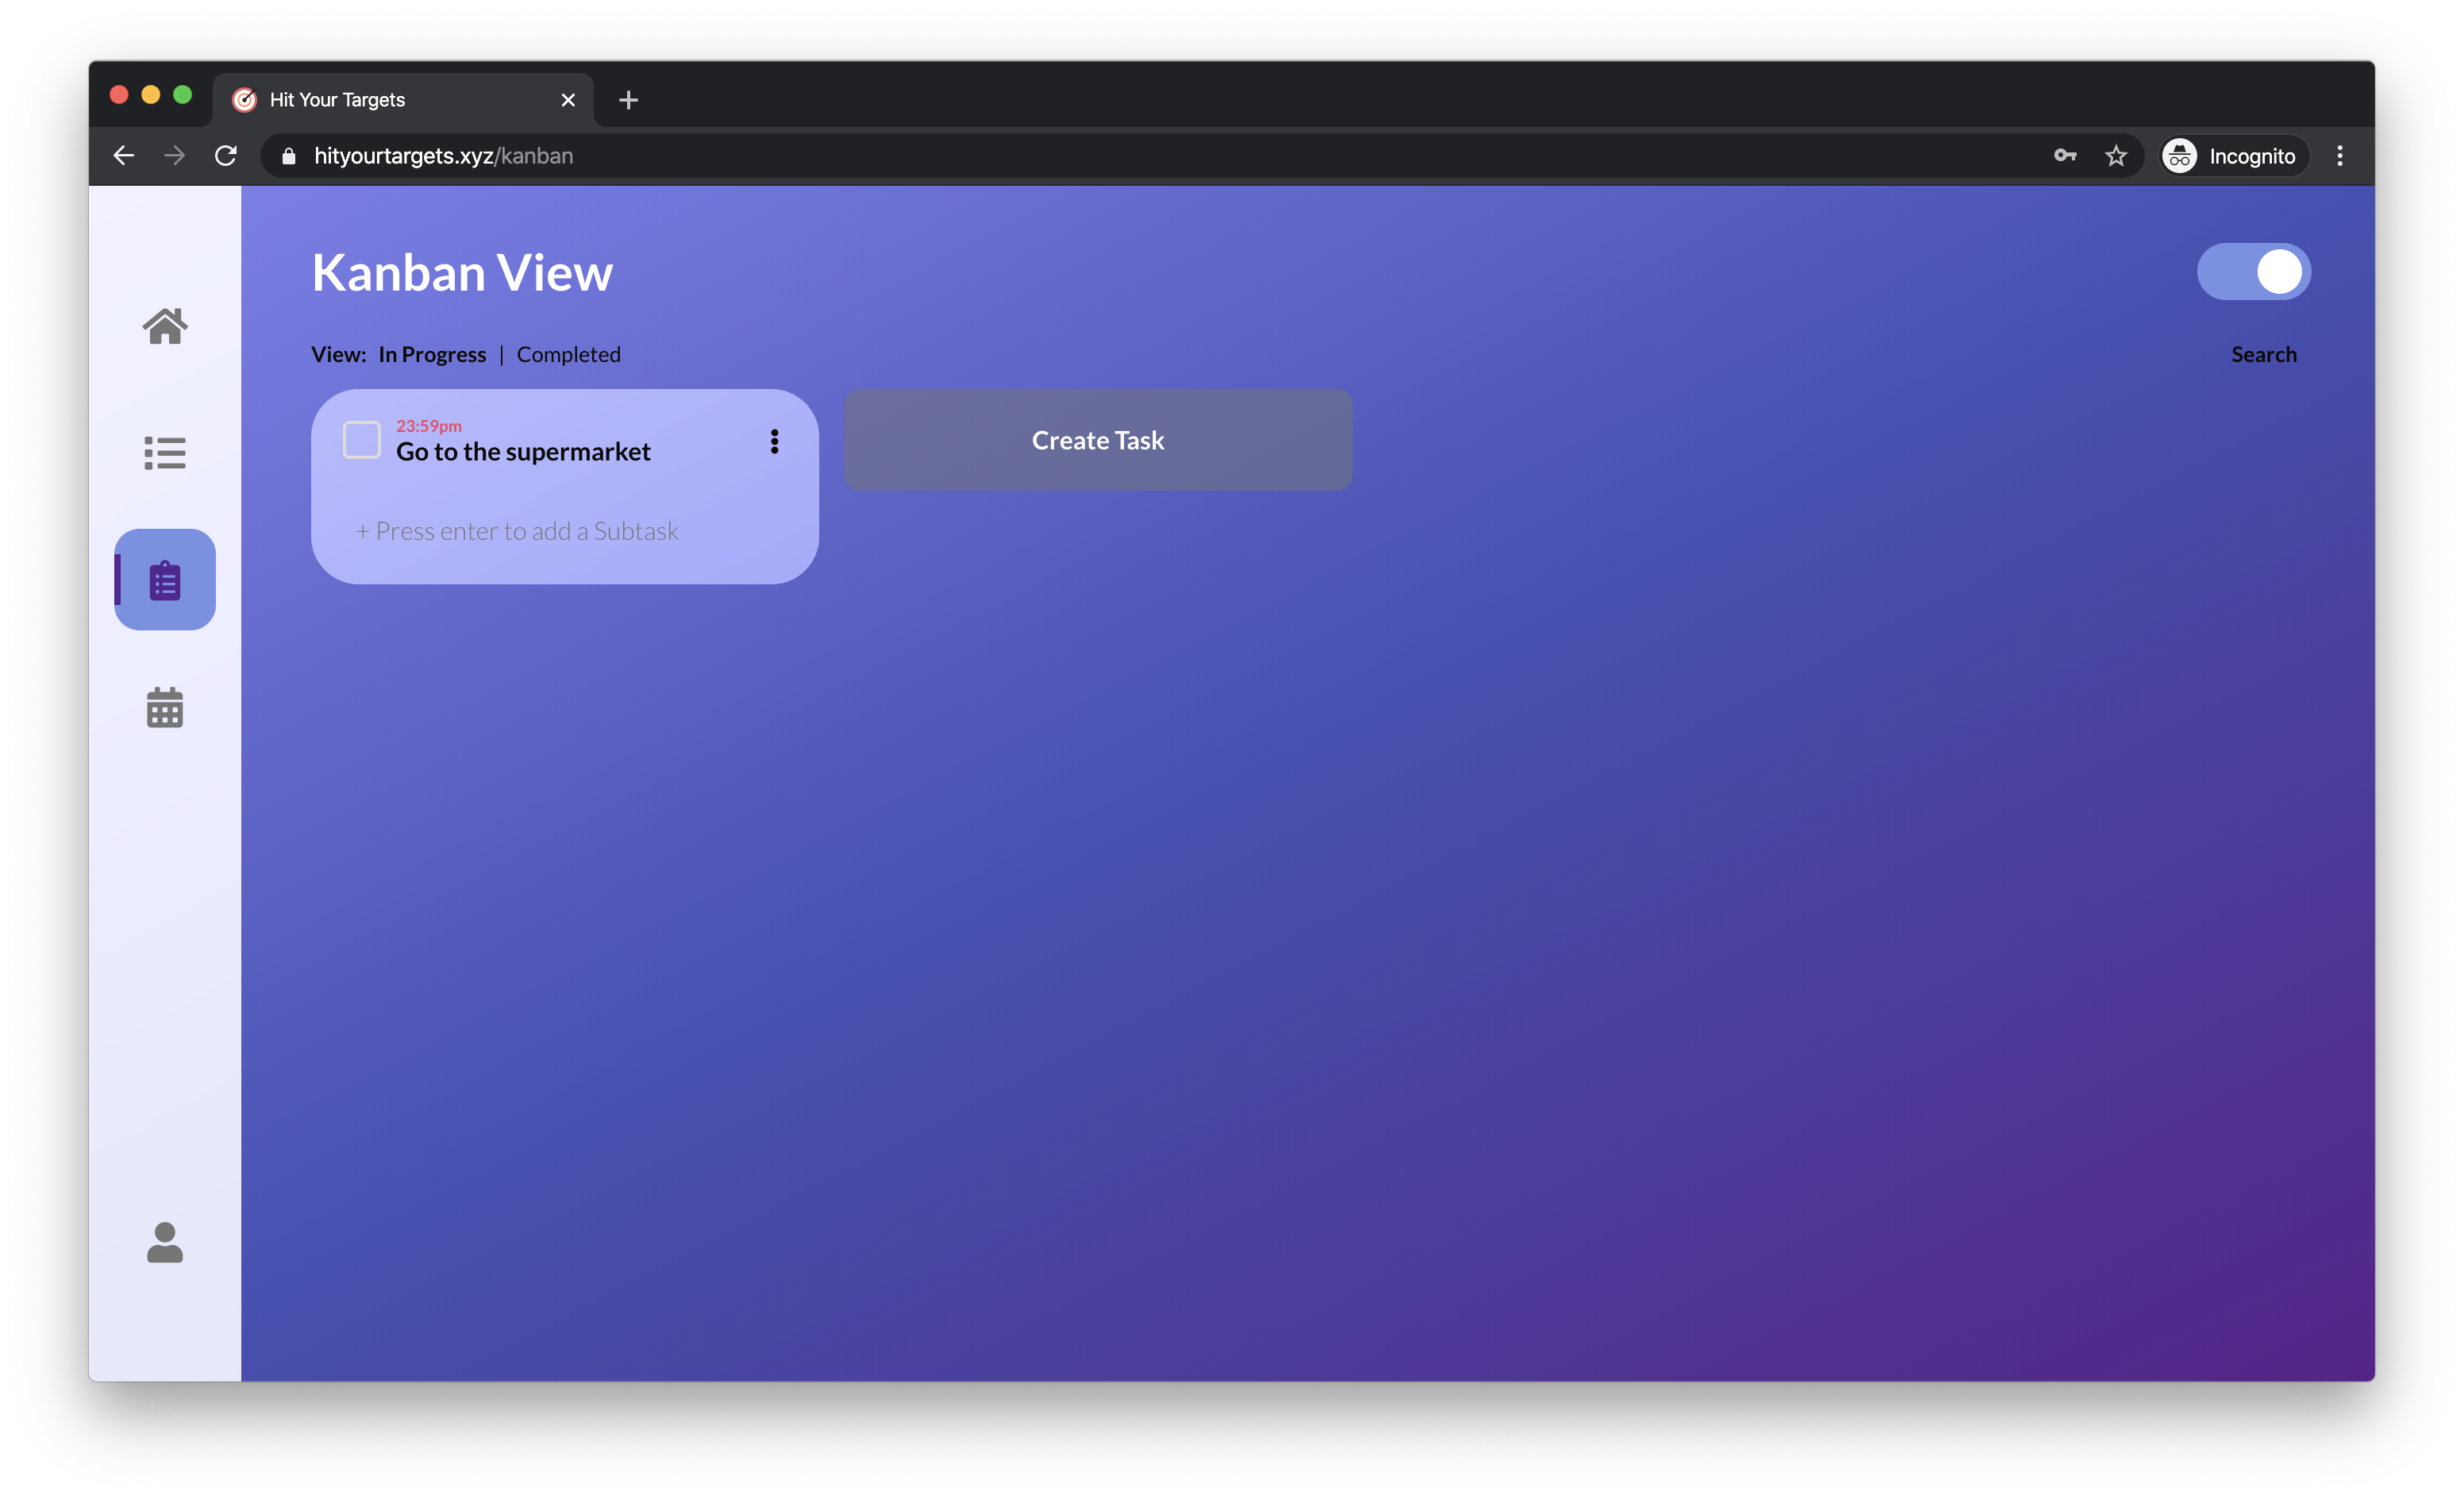 Hit Your Targets
hityourtargets.xyz/kanban
Incognito
Kanban View
View: In Progress | Completed
Search
23:59pm
Go to the supermarket
+ Press enter to add a Subtask
Create Task